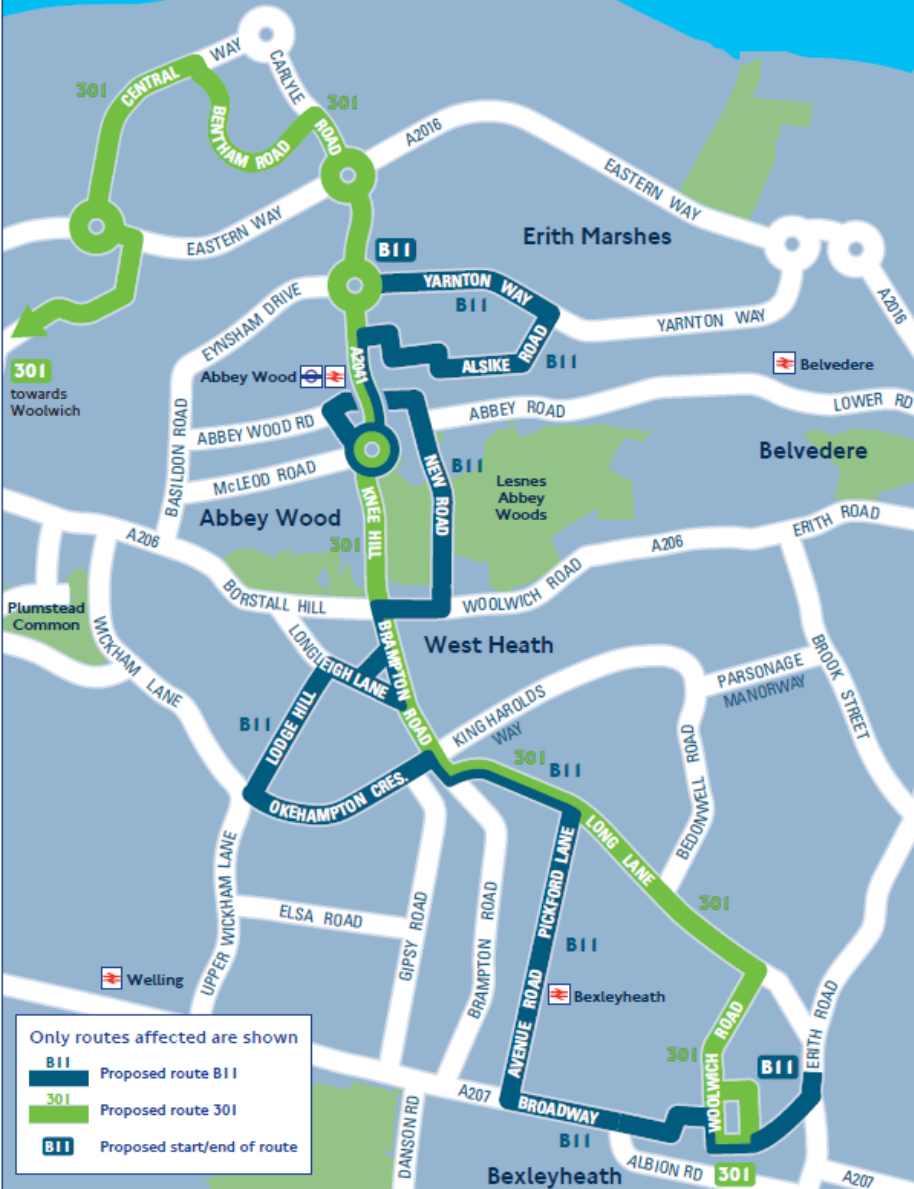 WAY
CENTRAL
301
CARLYLE
301
BENTHAM ROAD
ROAD
A2016
EASTERN WAY
EASTERN WAY
Erith Marshes
B11
YARNTON WAY
B11
EYNSHAM DRIVE
A2016
YARNTON WAY
A2041
ROAD
ALSIKE
B11
301
towards
Woolwich
Abbey Wood
Belvedere
BASILDON ROAD
ABBEY WOOD RD
ABBEY ROAD
LOWER RD
McLEOD ROAD
NEW ROAD
B11
Belvedere
Lesnes
Abbey
Woods
Abbey Wood
KNEE HILL
301
ERITH ROAD
A206
A206
BORSTALL HILL
WOOLWICH ROAD
Plumstead
Common
WICKHAM LANE
LONGLEIGH LANE
BRAMPTON ROAD
West Heath
PARSONAGE
MANORWAY
BROOK STREET
KING HAROLDS
WAY
B11
LODGE HILL
301
B11
BEDONWELL ROAD
OKEHAMPTON CRES.
LONG LANE
PICKFORD LANE
UPPER WICKHAM LANE
ELSA ROAD
GIPSY ROAD
BRAMPTON ROAD
301
B11
Welling
AVENUE ROAD
Bexleyheath
WOOLWICH ROAD
ERITH ROAD
301
B11
A207
BROADWAY
B11
DANSON RD
Bexleyheath
ALBION RD
301
A207
Only routes affected are shown
B11
Proposed route B11
301
Proposed route 301
B11
Proposed start/end of route